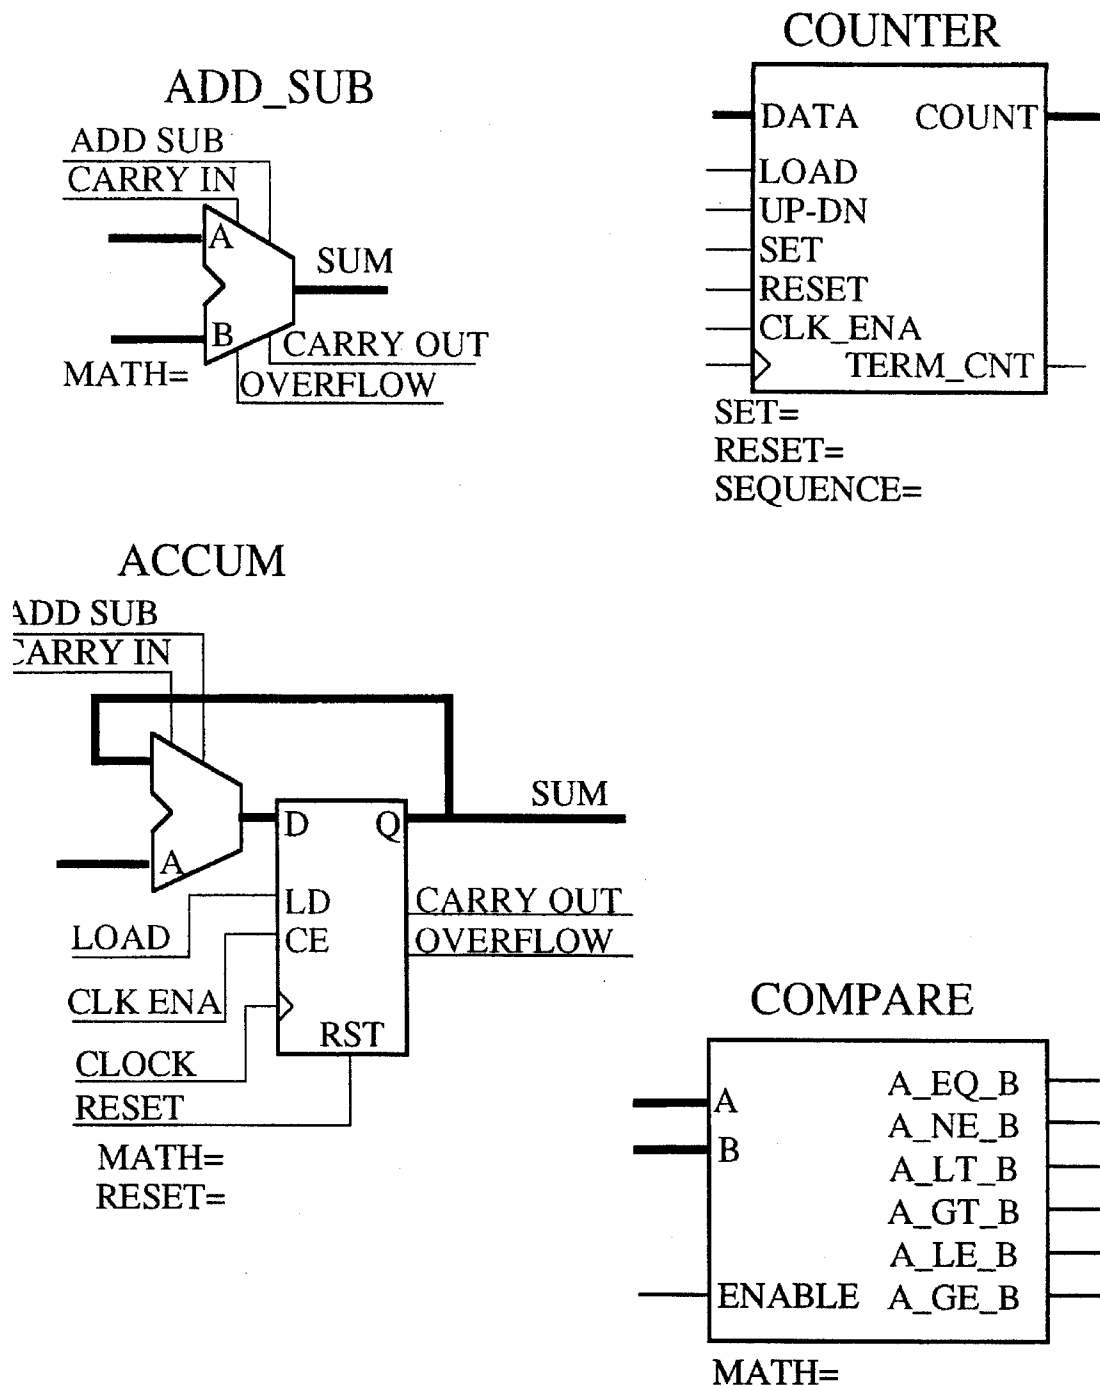 ADD_SUB
ADD SUB
CARRY IN
A
SUM
B
CARRY OUT
MATH=
OVERFLOW
COUNTER
DATA COUNT
LOAD
UP-DN
SET
RESET
CLK_ENA
TERM_CNT
SET=
RESET=
SEQUENCE=
ACCUM
ADD SUB
CARRY IN
SUM
D Q
A
LD CARRY OUT
LOAD CE OVERFLOW
CLK ENA
RST
CLOCK
RESET
MATH=
RESET=
COMPARE
A A_EQ_B
B A_NE_B
A_LT_B
A_GT_B
A_LE_B
ENABLE A_GE_B
MATH=